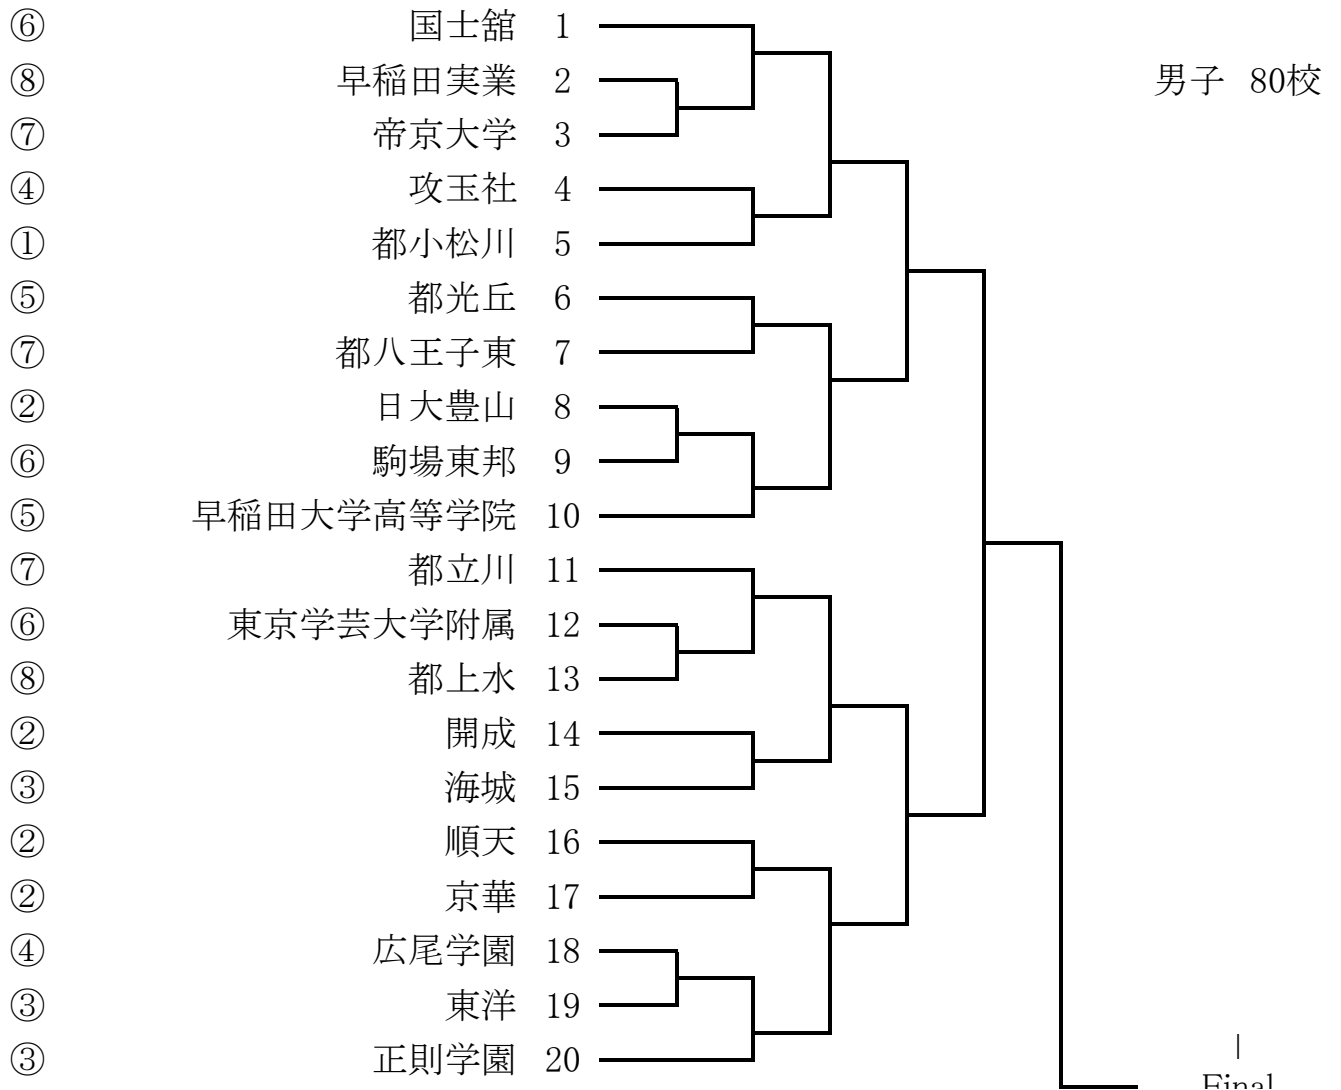 ⑥ 国士舘 1
⑧ 早稲田実業 2 男子 80校
⑦ 帝京大学 3
④ 攻玉社 4
① 都小松川 5
⑤ 都光丘 6
⑦ 都八王子東 7
② 日大豊山 8
⑥ 駒場東邦 9
⑤ 早稲田大学高等学院 10
⑦ 都立川 11
⑥ 東京学芸大学附属 12
⑧ 都上水 13
② 開成 14
③ 海城 15
② 順天 16
② 京華 17
④ 広尾学園 18
③ 東洋 19
③ 正則学園 20
|
Final